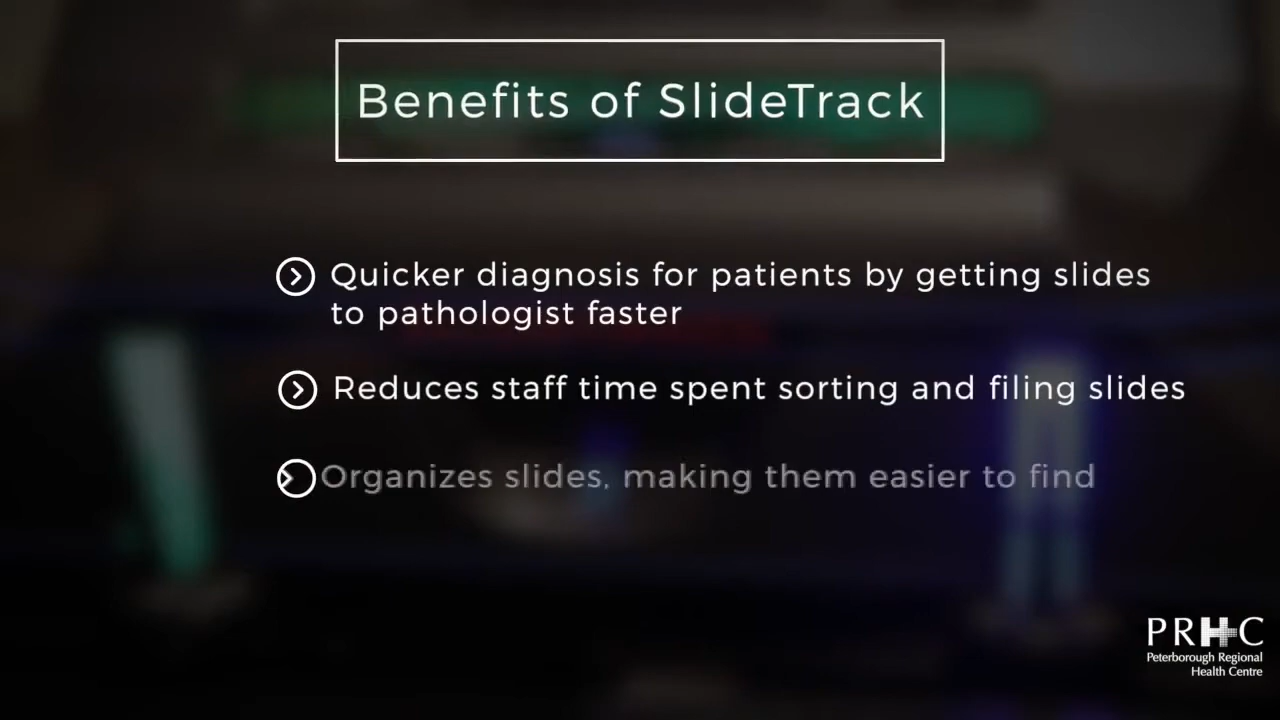 Benefits of SlideTrack
Quicker diagnosis for patients by getting slides
to pathologist faster
Reduces staff time spent sorting and filing slides
Organizes slides, making them easier to find
PRHC
Peterborough Regional
Health Centre